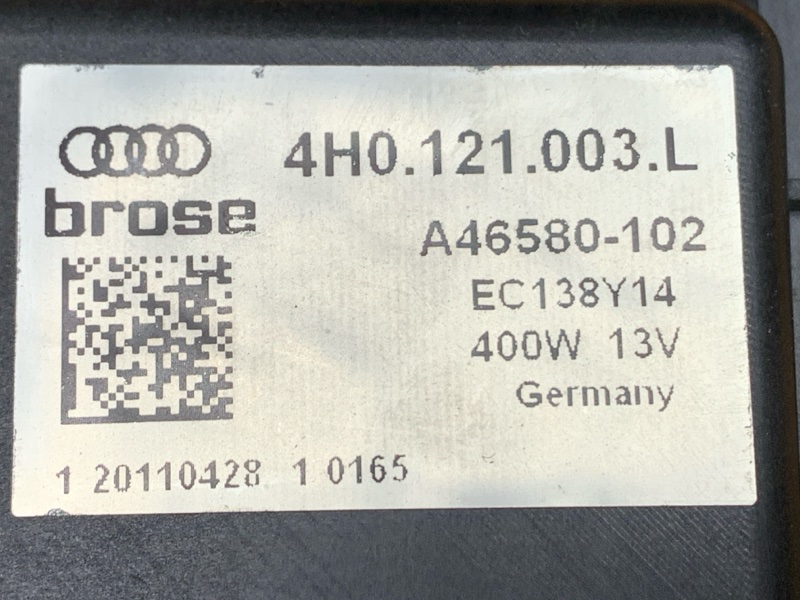 4H0.121.003.L
brose
A46580-102
EC138Y14
400W 13V
Germany
1 20110428 1 0165